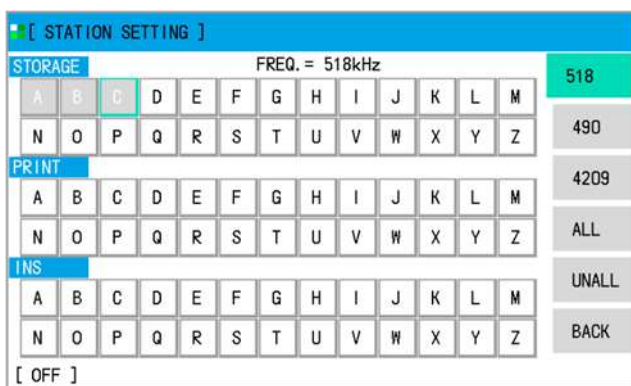 [ STATION SETTING ]
STORAGE FREQ. = 518kHz
A B C D E F G H I J K L M
N O P Q R S T U V W X Y Z
PRINT
A B C D E F G H I J K L M
N O P Q R S T U V W X Y Z
INS
A B C D E F G H I J K L M
N O P Q R S T U V W X Y Z
[ OFF ]
518
490
4209
ALL
UNALL
BACK